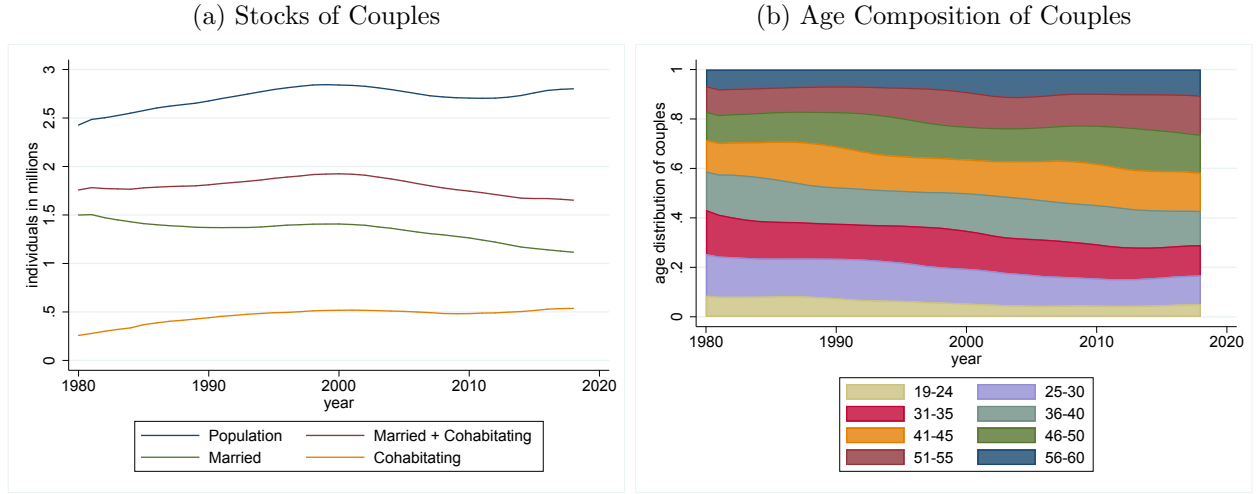 (a) Stocks of Couples
individuals in millions
3
2.5
2
1.5
1
.5
0
1980 1990 2000 2010 2020
year
Population Married + Cohabitating
Married Cohabitating
(b) Age Composition of Couples
age distribution of couples
1
.8
.6
.4
.2
0
1980 1990 2000 2010 2020
year
19-24 25-30
31-35 36-40
41-45 46-50
51-55 56-60